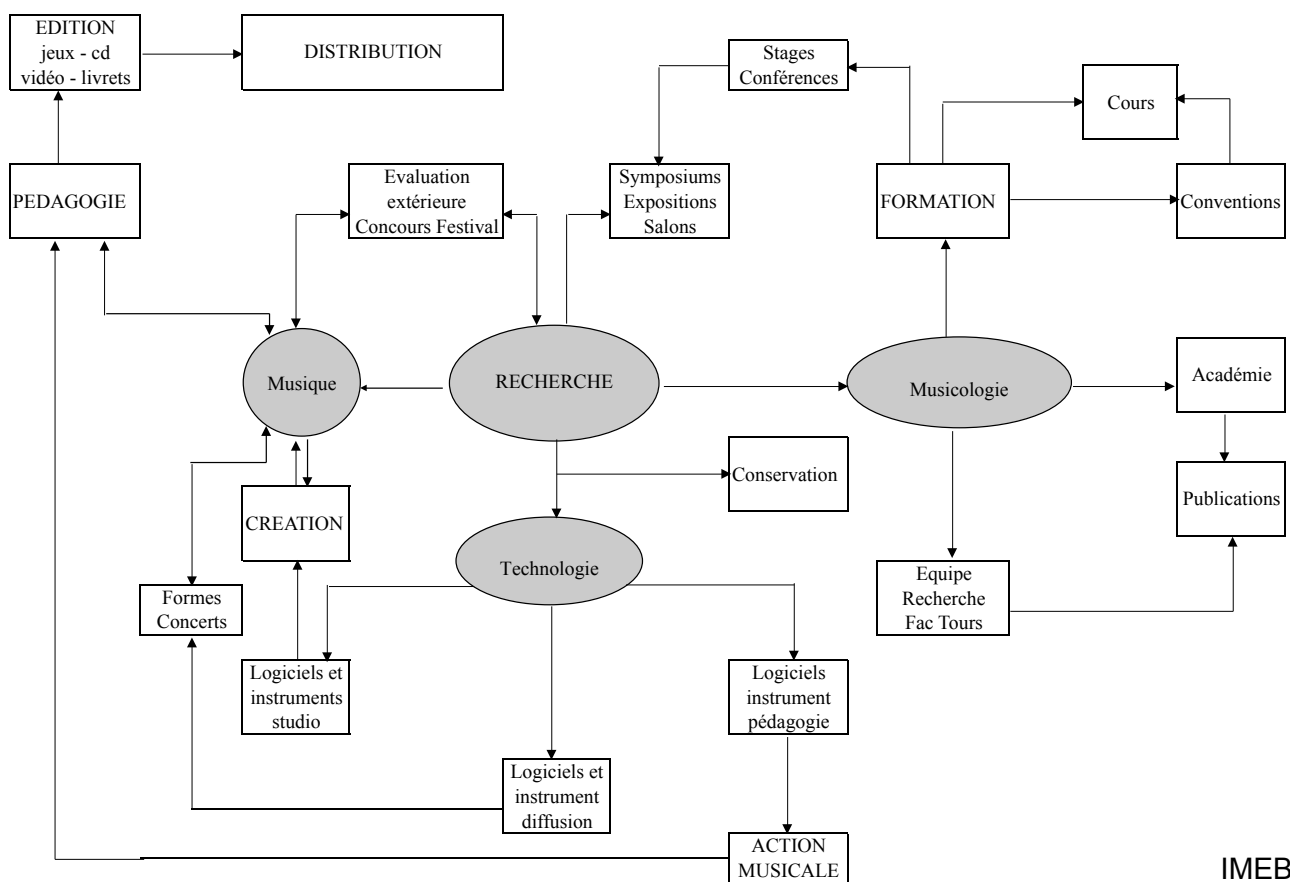 EDITION
jeux - cd
vidéo - livrets
DISTRIBUTION
Stages
Conférences
Cours
PEDAGOGIE
Evaluation
extérieure
Concours Festival
Symposiums
Expositions
Salons
FORMATION
Conventions
Musique
RECHERCHE
Musicologie
Académie
Conservation
Publications
CREATION
Technologie
Formes
Concerts
Equipe
Recherche
Fac Tours
Logiciels et
instruments
studio
Logiciels
instrument
pédagogie
Logiciels et
instrument
diffusion
ACTION
MUSICALE
IMEB